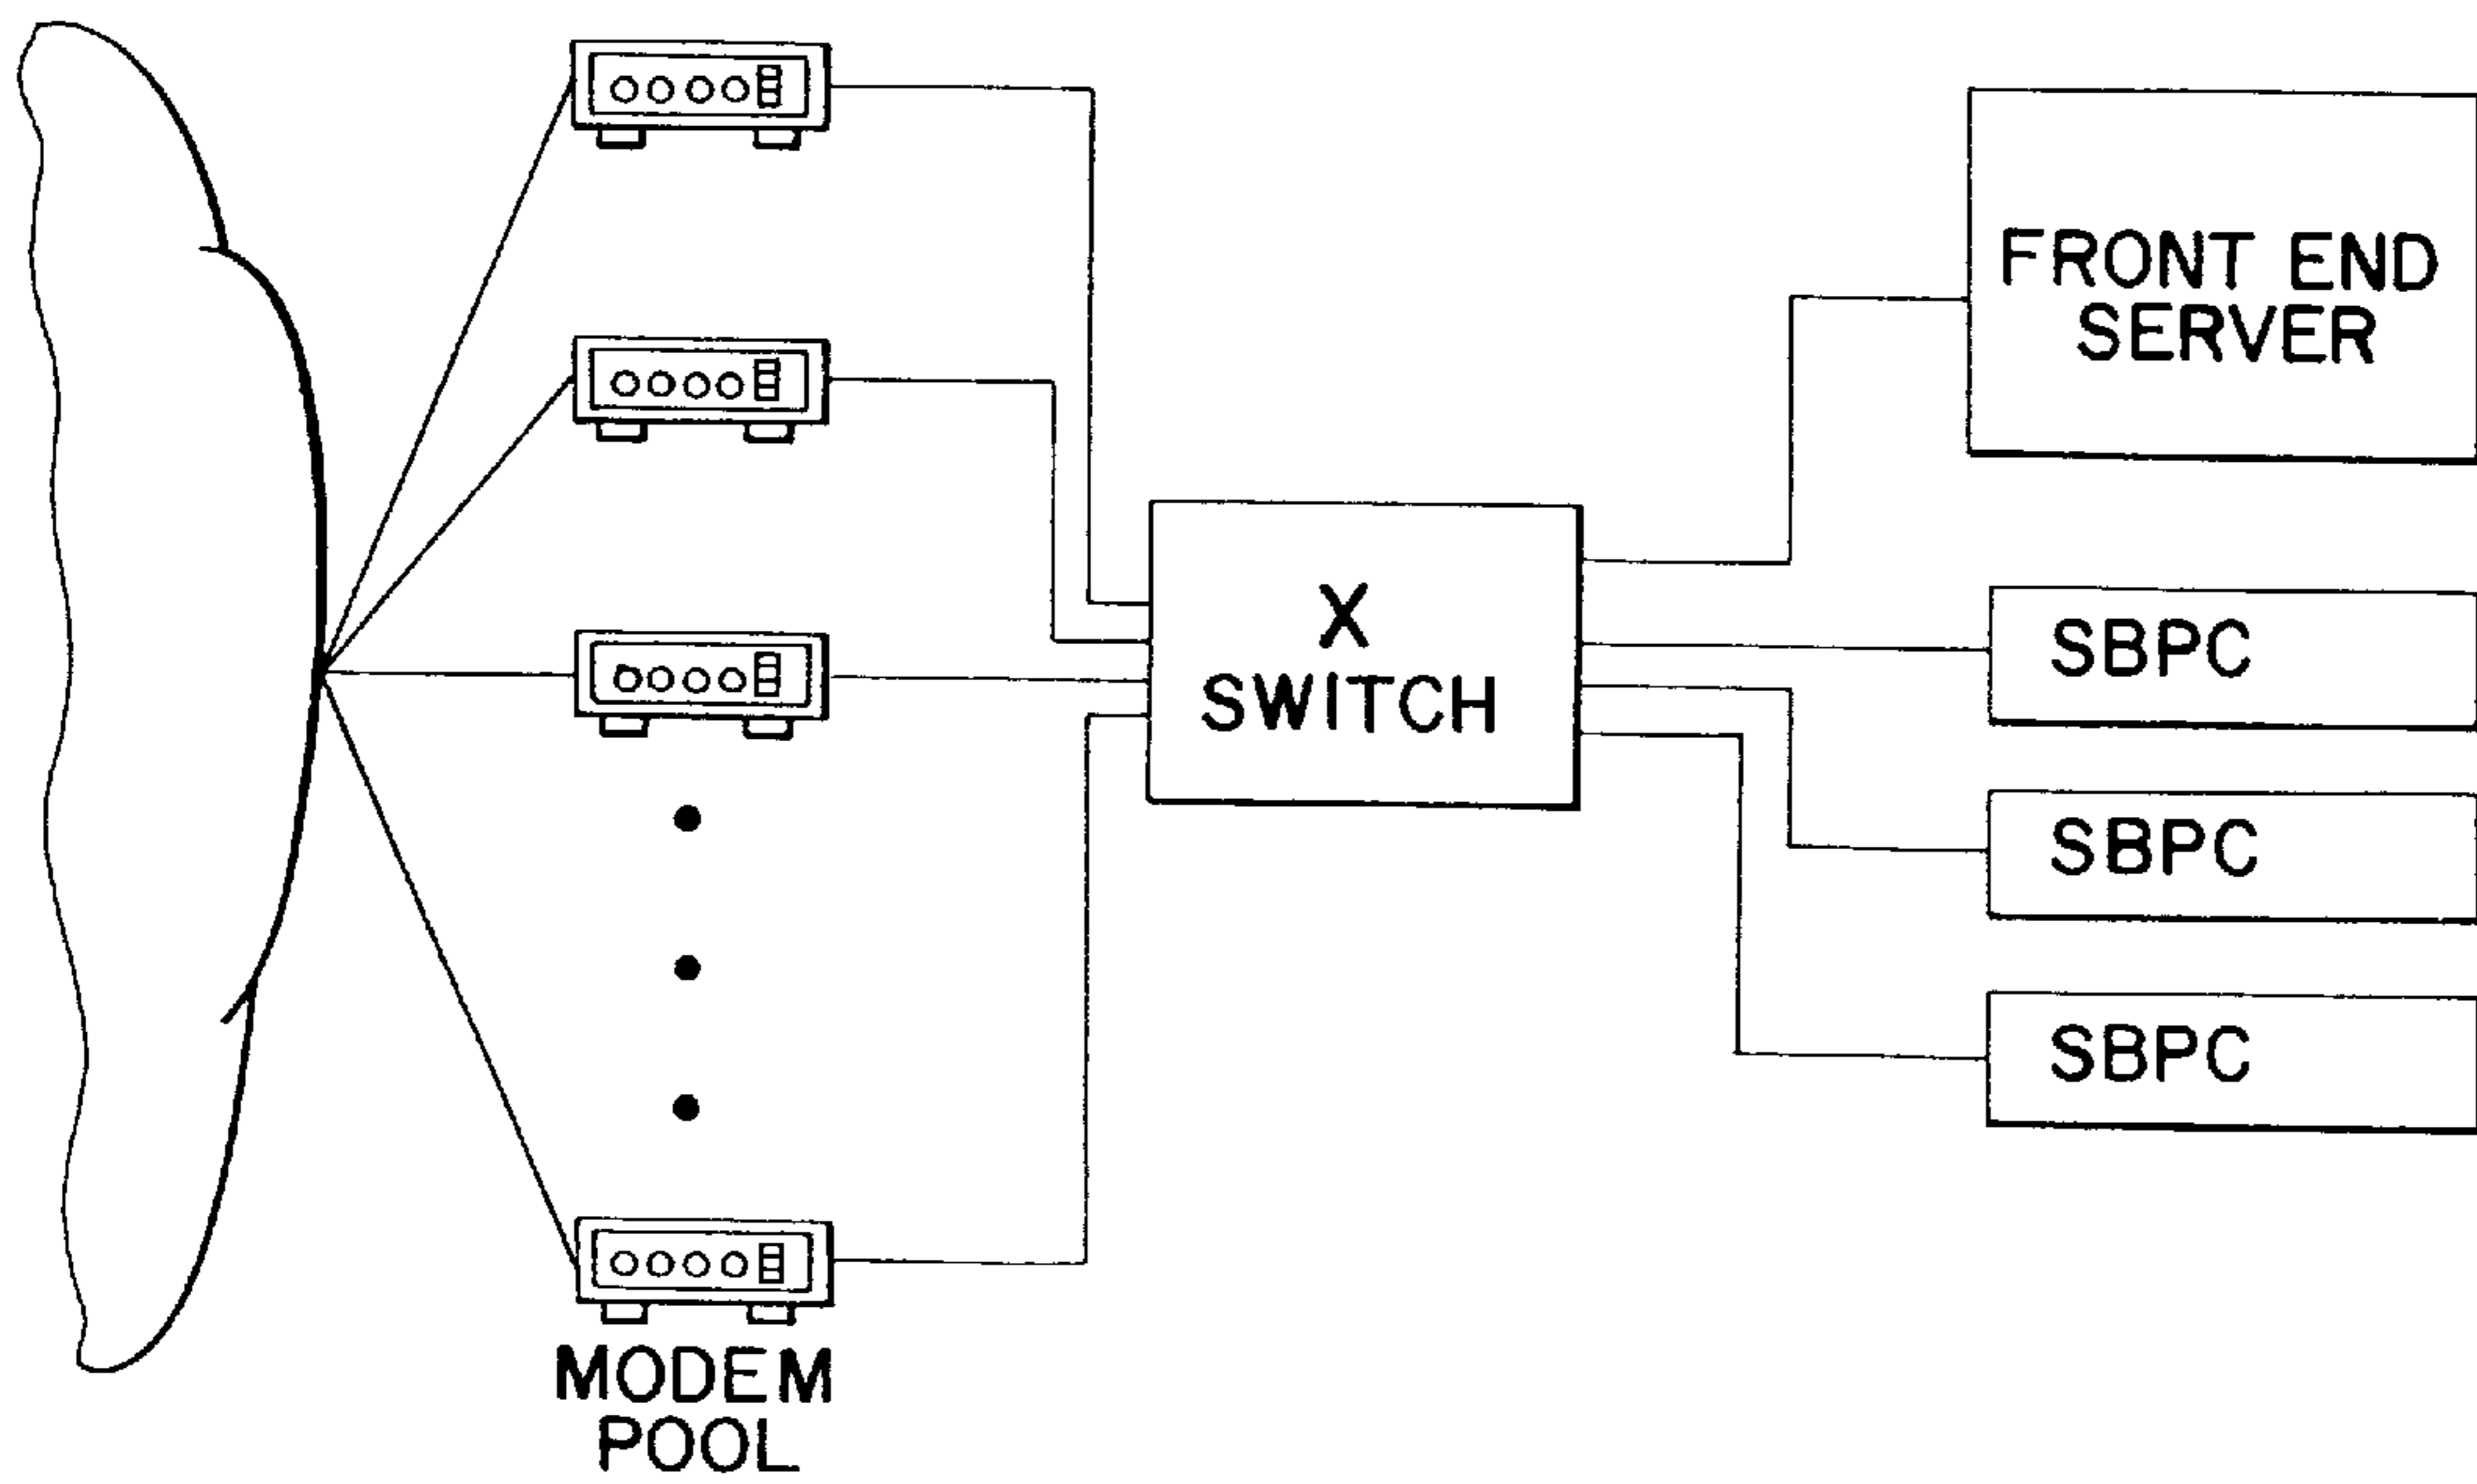 FRONT END
SERVER
X
SWITCH
SBPC
SBPC
SBPC
MODEM
POOL